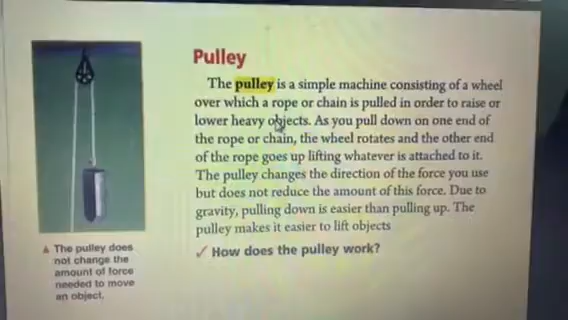 Pulley
The pulley is a simple machine consisting of a wheel
over which a rope or chain is pulled in order to raise or
lower heavy objects. As you pull down on one end of
the rope or chain, the wheel rotates and the other end
of the rope goes up lifting whatever is attached to it.
The pulley changes the direction of the force you use
but does not reduce the amount of this force. Due to
gravity, pulling down is easier than pulling up. The
pulley makes it easier to lift objects
✓ How does the pulley work?
▲ The pulley does
not change the
amount of force
needed to move
an object.